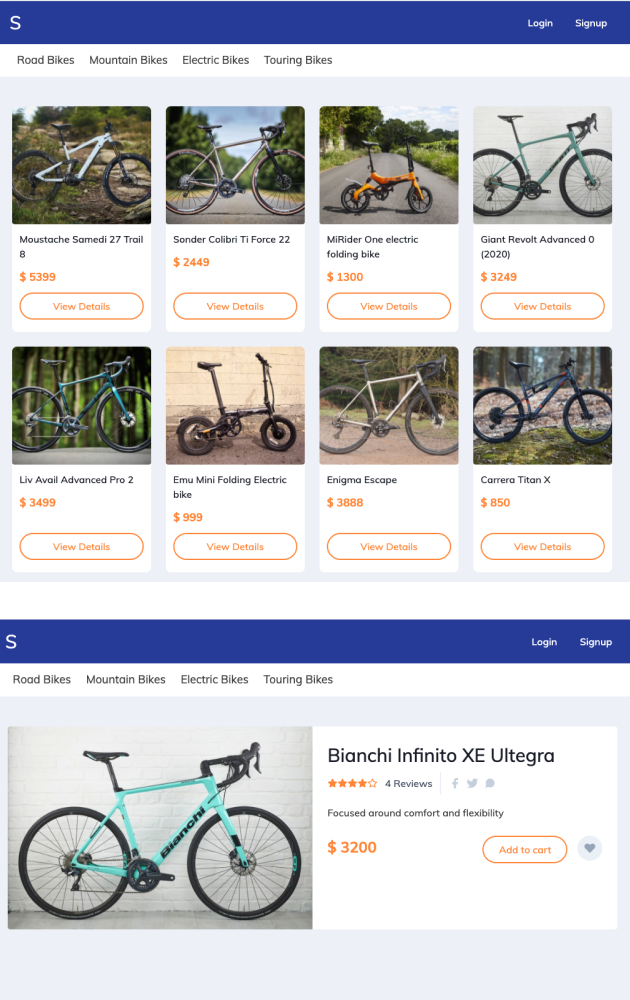 S
Login
Signup
Road Bikes
Mountain Bikes
Electric Bikes
Touring Bikes
Moustache Samedi 27 Trail
8
$ 5399
View Details
Sonder Colibri Ti Force 22
$ 2449
View Details
MiRider One electric
folding bike
$ 1300
View Details
Giant Revolt Advanced 0
(2020)
$ 3249
View Details
Liv Avail Advanced Pro 2
$ 3499
View Details
Emu Mini Folding Electric
bike
$ 999
View Details
Enigma Escape
$ 3888
View Details
Carrera Titan X
$ 850
View Details
S
Login
Signup
Road Bikes
Mountain Bikes
Electric Bikes
Touring Bikes
Bianchi
Bianchi Infinito XE Ultegra
4 Reviews
Focused around comfort and flexibility
$ 3200
Add to cart